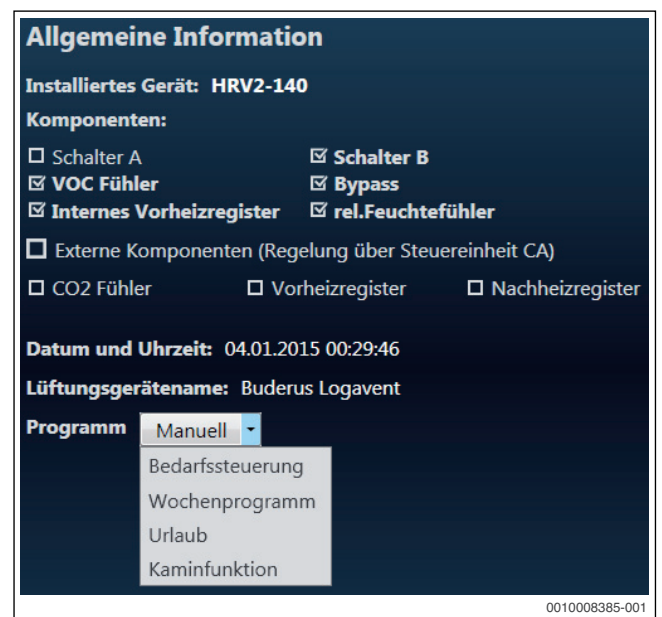 Allgemeine Information
Installiertes Gerät: HRV2-140
Komponenten:
Schalter A Schalter B
VOC Fühler Bypass
Internes Vorheizregister rel.Feuchtefühler
Externe Komponenten (Regelung über Steuereinheit CA)
CO2 Fühler Vorheizregister Nachheizregister
Datum und Uhrzeit: 04.01.2015 00:29:46
Lüftungsgerätename: Buderus Logavent
Programm Manuell
Bedarfssteuerung
Wochenprogramm
Urlaub
Kaminfunktion
0010008385-001